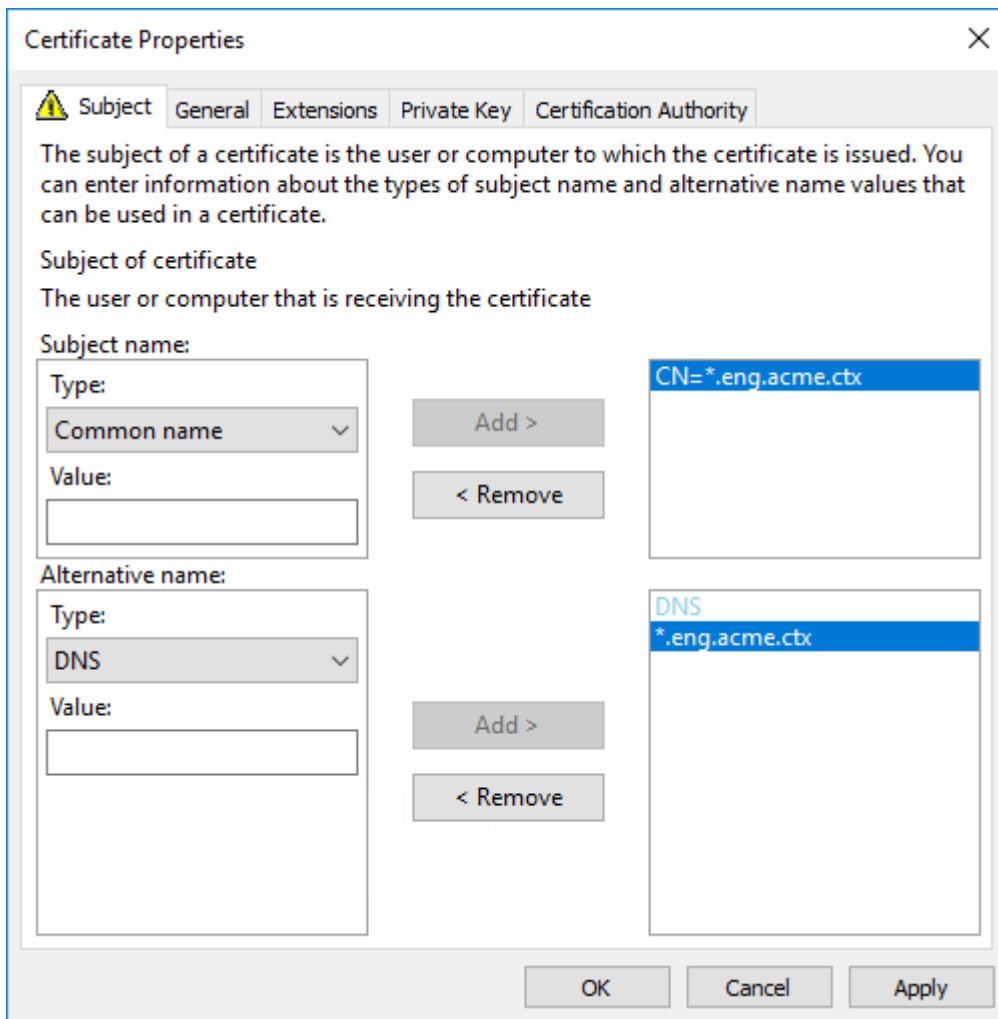 Certificate Properties
Subject
General
Extensions
Private Key
Certification Authority
The subject of a certificate is the user or computer to which the certificate is issued. You
can enter information about the types of subject name and alternative name values that
can be used in a certificate.
Subject of certificate
The user or computer that is receiving the certificate
Subject name:
Type:
Common name
Value:
Add >
< Remove
CN=*.eng.acme.ctx
Alternative name:
Type:
DNS
Value:
Add >
< Remove
DNS
*.eng.acme.ctx
OK
Cancel
Apply